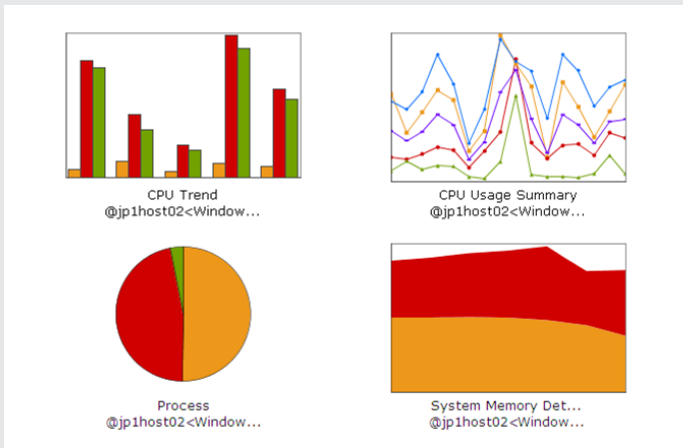 CPU Trend
@jp1host02<Window...
CPU Usage Summary
@jp1host02<Window...
Process
@jp1host02<Window...
System Memory Det...
@jp1host02<Window...